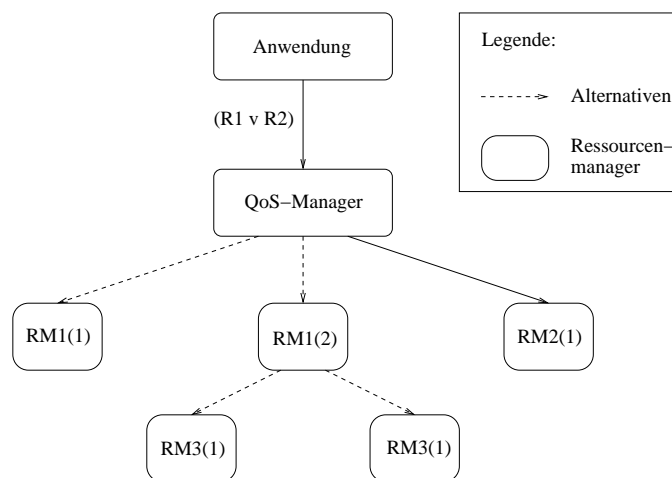 Anwendung
Legende:
Alternativen
(R1 v R2)
Ressourcen–
manager
QoS–Manager
RM1(1)
RM1(2)
RM2(1)
RM3(1)
RM3(1)